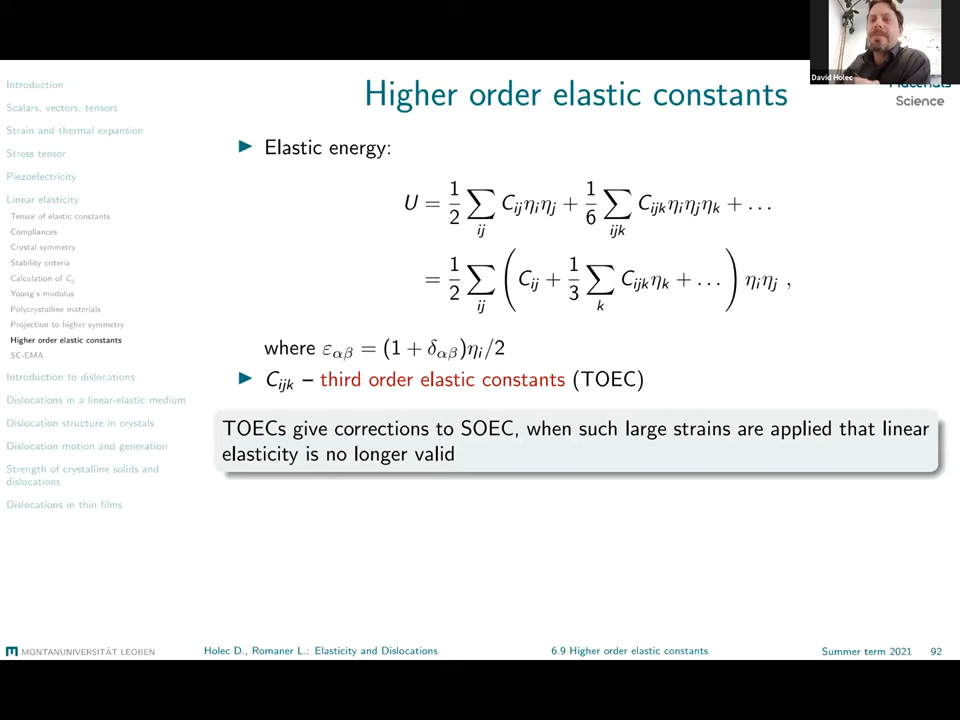 David Holec
Materials
Science
Introduction
Scalars, vectors, tensors
Strain and thermal expansion
Stress tensor
Piezoelectricity
Linear elasticity
Tensor of elastic constants
Compliances
Crystal symmetry
Stability criteria
Calculation of C_ij
Young's modulus
Polycrystalline materials
Projection to higher symmetry
Higher order elastic constants
SC-EMA
Introduction to dislocations
Dislocations in a linear-elastic medium
Dislocation structure in crystals
Dislocation motion and generation
Strength of crystalline solids and
dislocations
Dislocations in thin films
Higher order elastic constants
▶ Elastic energy:
U = 1/2 ∑_ij C_ij η_i η_j + 1/6 ∑_ijk C_ijk η_i η_j η_k + . . .
= 1/2 ∑_ij ( C_ij + 1/3 ∑_k C_ijk η_k + . . . ) η_i η_j ,
where ε_αβ = (1 + δ_αβ)η_i/2
▶ C_ijk – third order elastic constants (TOEC)
TOECs give corrections to SOEC, when such large strains are applied that linear
elasticity is no longer valid
MONTANUNIVERSITÄT LEOBEN
Holec D., Romaner L.: Elasticity and Dislocations
6.9 Higher order elastic constants
Summer term 2021 92